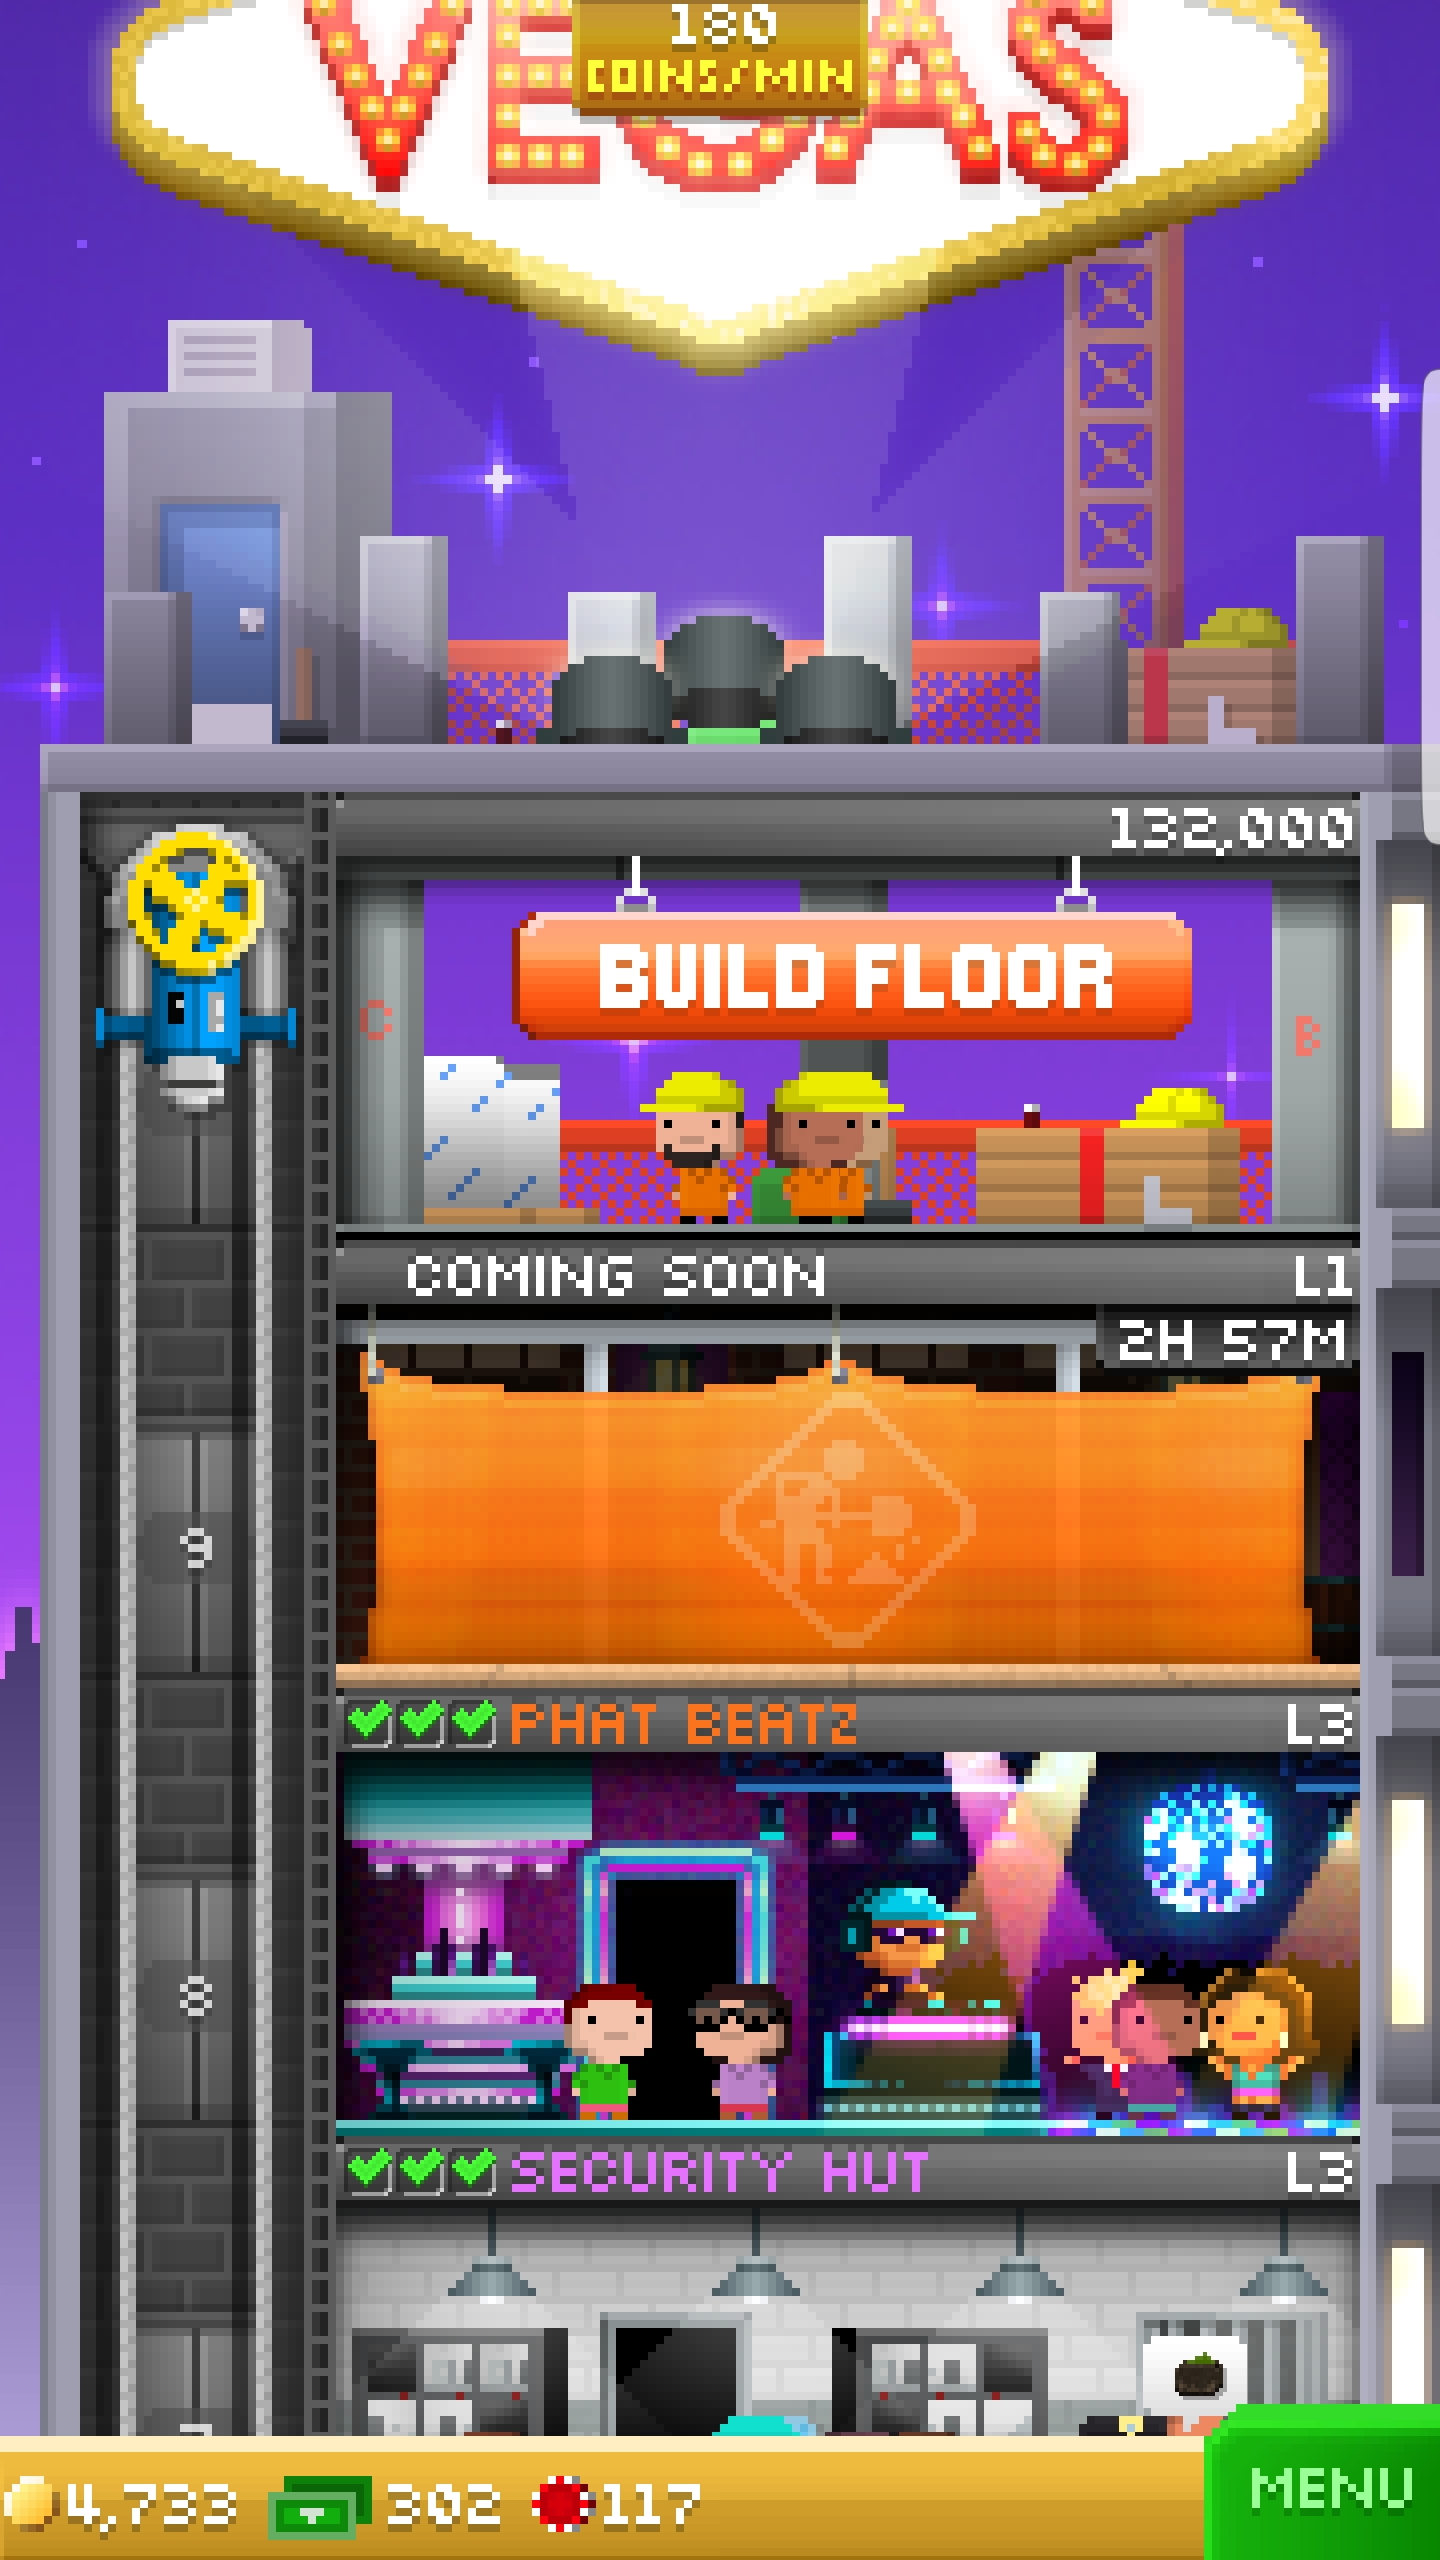 VEGAS
180
COINS/MIN
132,000
C
BUILD FLOOR
B
COMING SOON L1
2H 57M
9
PHAT BEATZ L3
8
SECURITY HUT L3
4,733 302 117
MENU